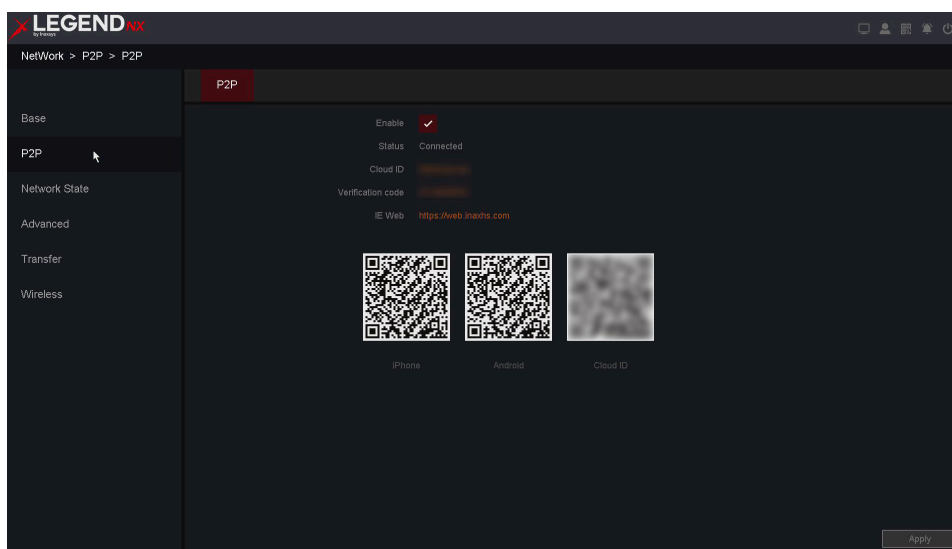 LEGEND NX
by Inaxsys
NetWork > P2P > P2P
P2P
Base
P2P
Network State
Advanced
Transfer
Wireless
Enable
Status Connected
Cloud ID
Verification code
IE Web https://web.inaxhs.com
iPhone Android Cloud ID
Apply